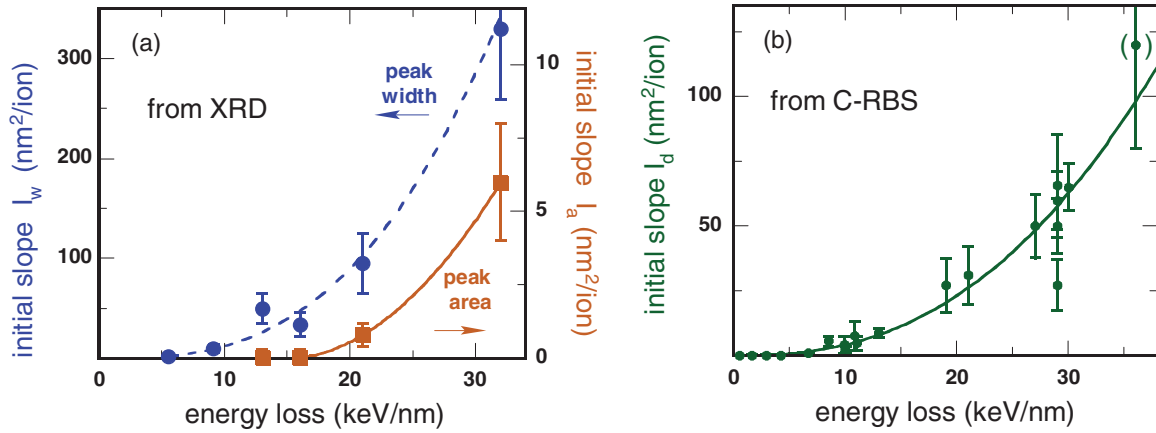 (a)
from XRD
peak
width
peak
area
initial slope I_w (nm²/ion)
100
200
300
initial slope I_a (nm²/ion)
0
5
10
0
10
20
30
energy loss (keV/nm)
(b)
from C-RBS
( )
initial slope I_d (nm²/ion)
50
100
0
10
20
30
energy loss (keV/nm)